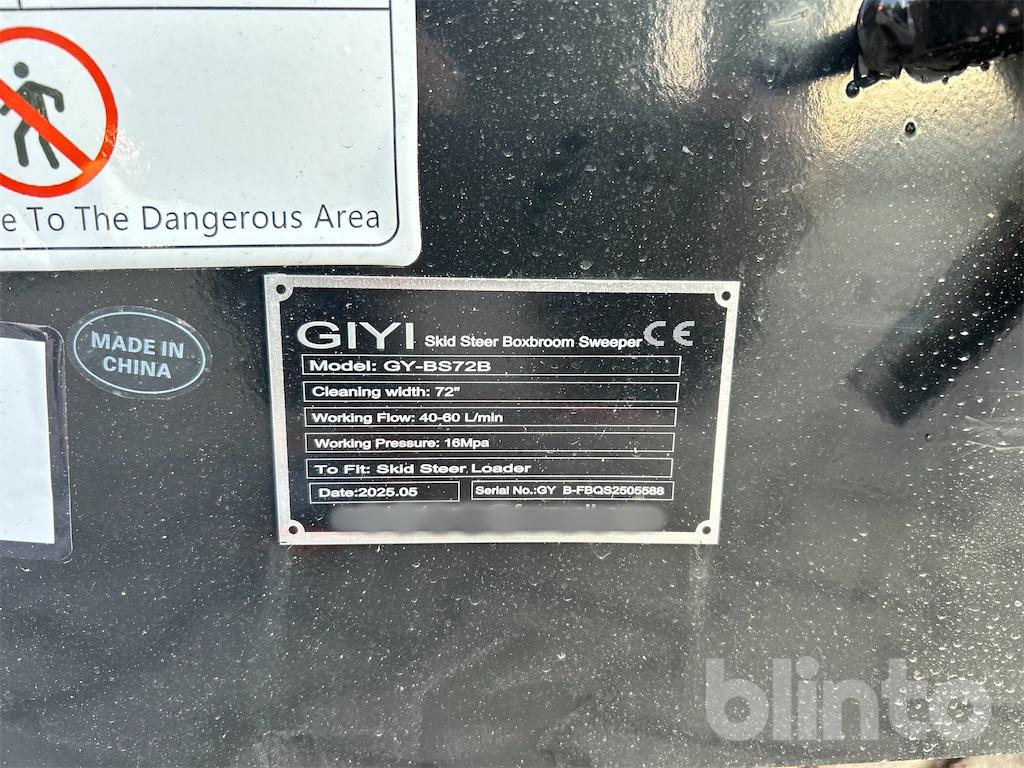 e To The Dangerous Area
MADE IN
CHINA
GIYI Skid Steer Boxbroom Sweeper CE
Model: GY-BS72B
Cleaning width: 72"
Working Flow: 40-60 L/min
Working Pressure: 16Mpa
To Fit: Skid Steer Loader
Date:2025.05 Serial No.:GY B-FBQS2505588
blinto